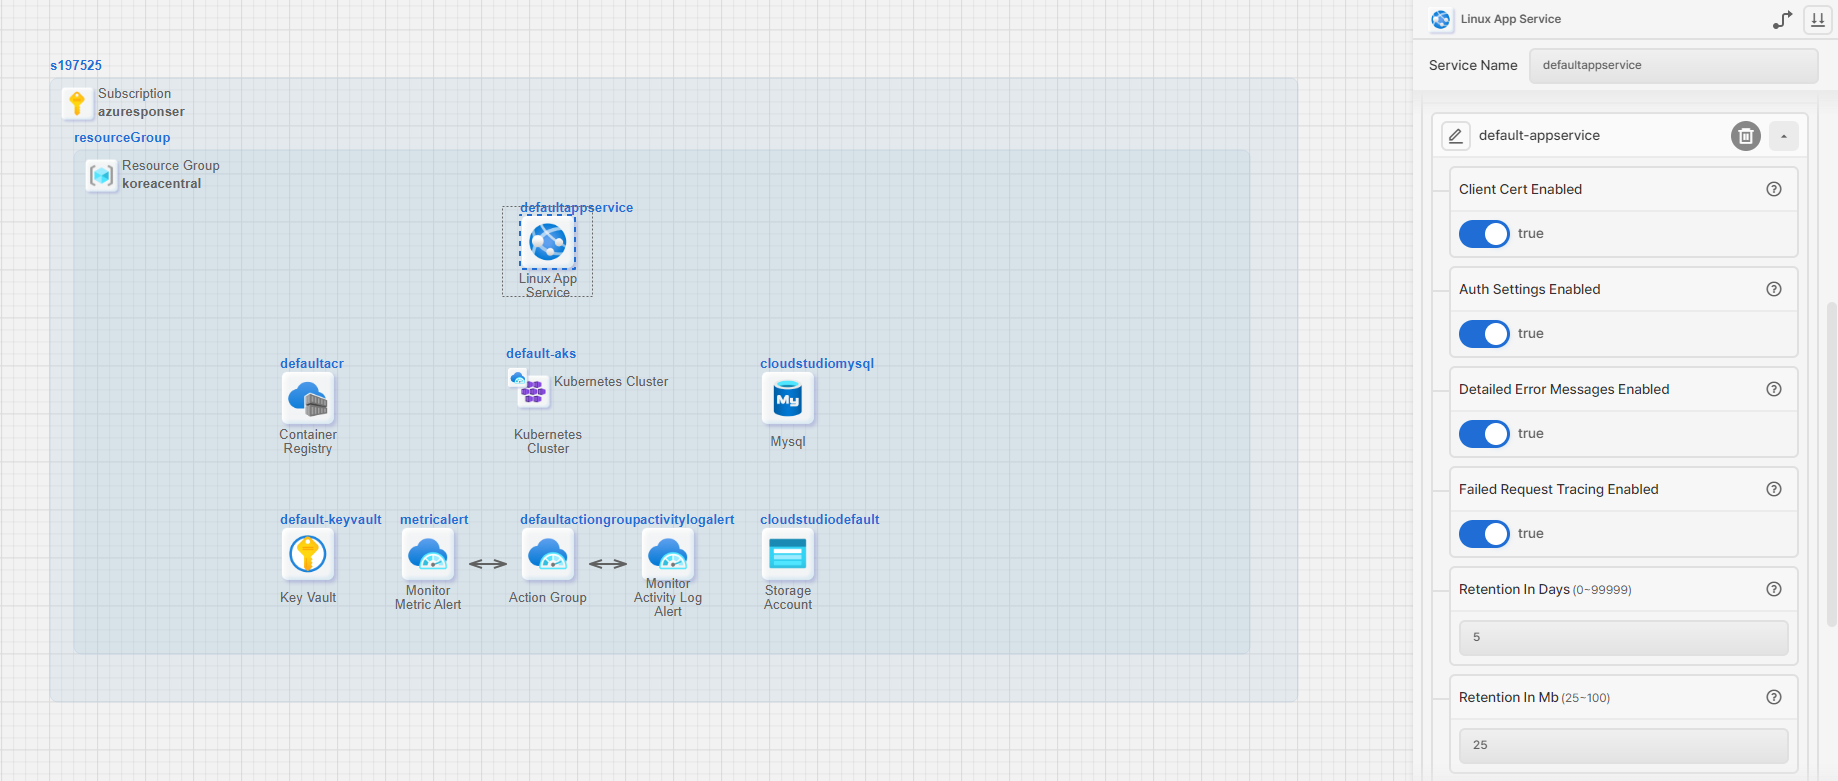 s197525
Subscription
azuresponser
resourceGroup
Resource Group
koreacentral
defaultappservice
Linux App
Service
defaultacr
Container
Registry
default-aks
Kubernetes Cluster
Kubernetes
Cluster
cloudstudiomysql
My
Mysql
default-keyvault
Key Vault
metricalert
Monitor
Metric Alert
defaultactiongroupactivitylogalert
Action Group
Monitor
Activity Log
Alert
cloudstudiodefault
Storage
Account
Linux App Service
Service Name
defaultappservice
default-appservice
Client Cert Enabled
true
Auth Settings Enabled
true
Detailed Error Messages Enabled
true
Failed Request Tracing Enabled
true
Retention In Days (0~99999)
5
Retention In Mb (25~100)
25